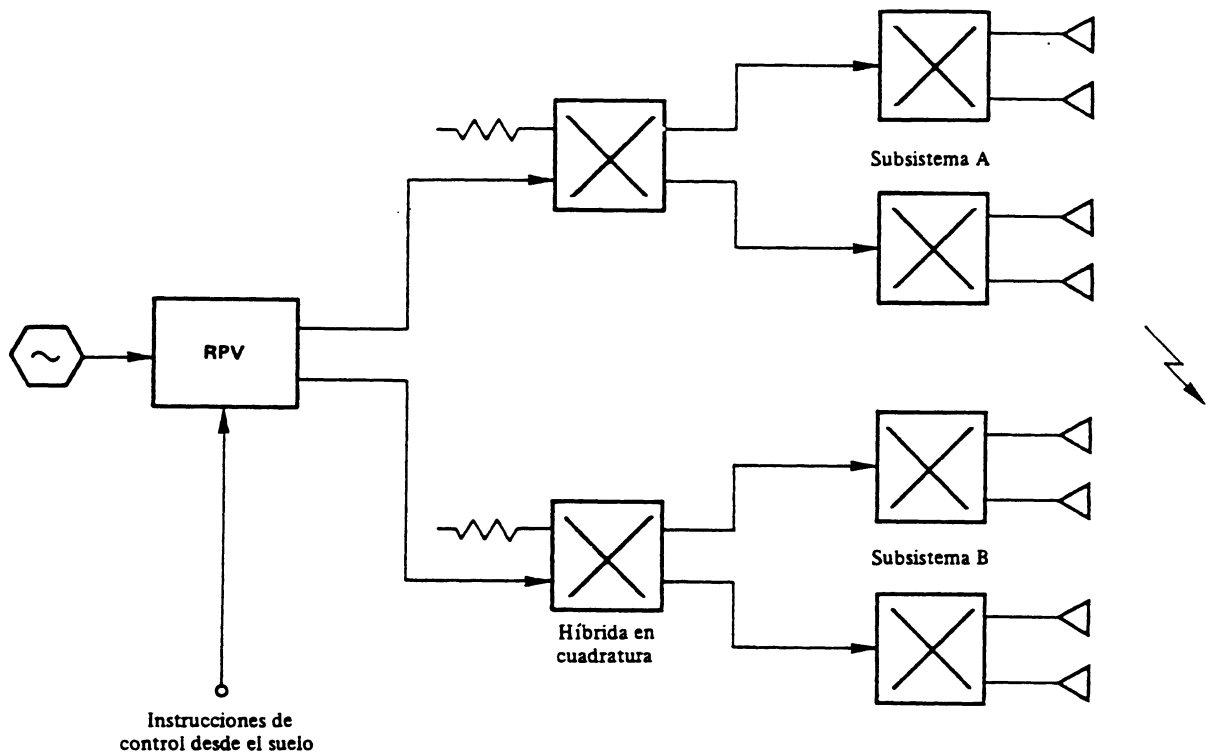 Subsistema A
RPV
Subsistema B
Híbrida en
cuadratura
Instrucciones de
control desde el suelo